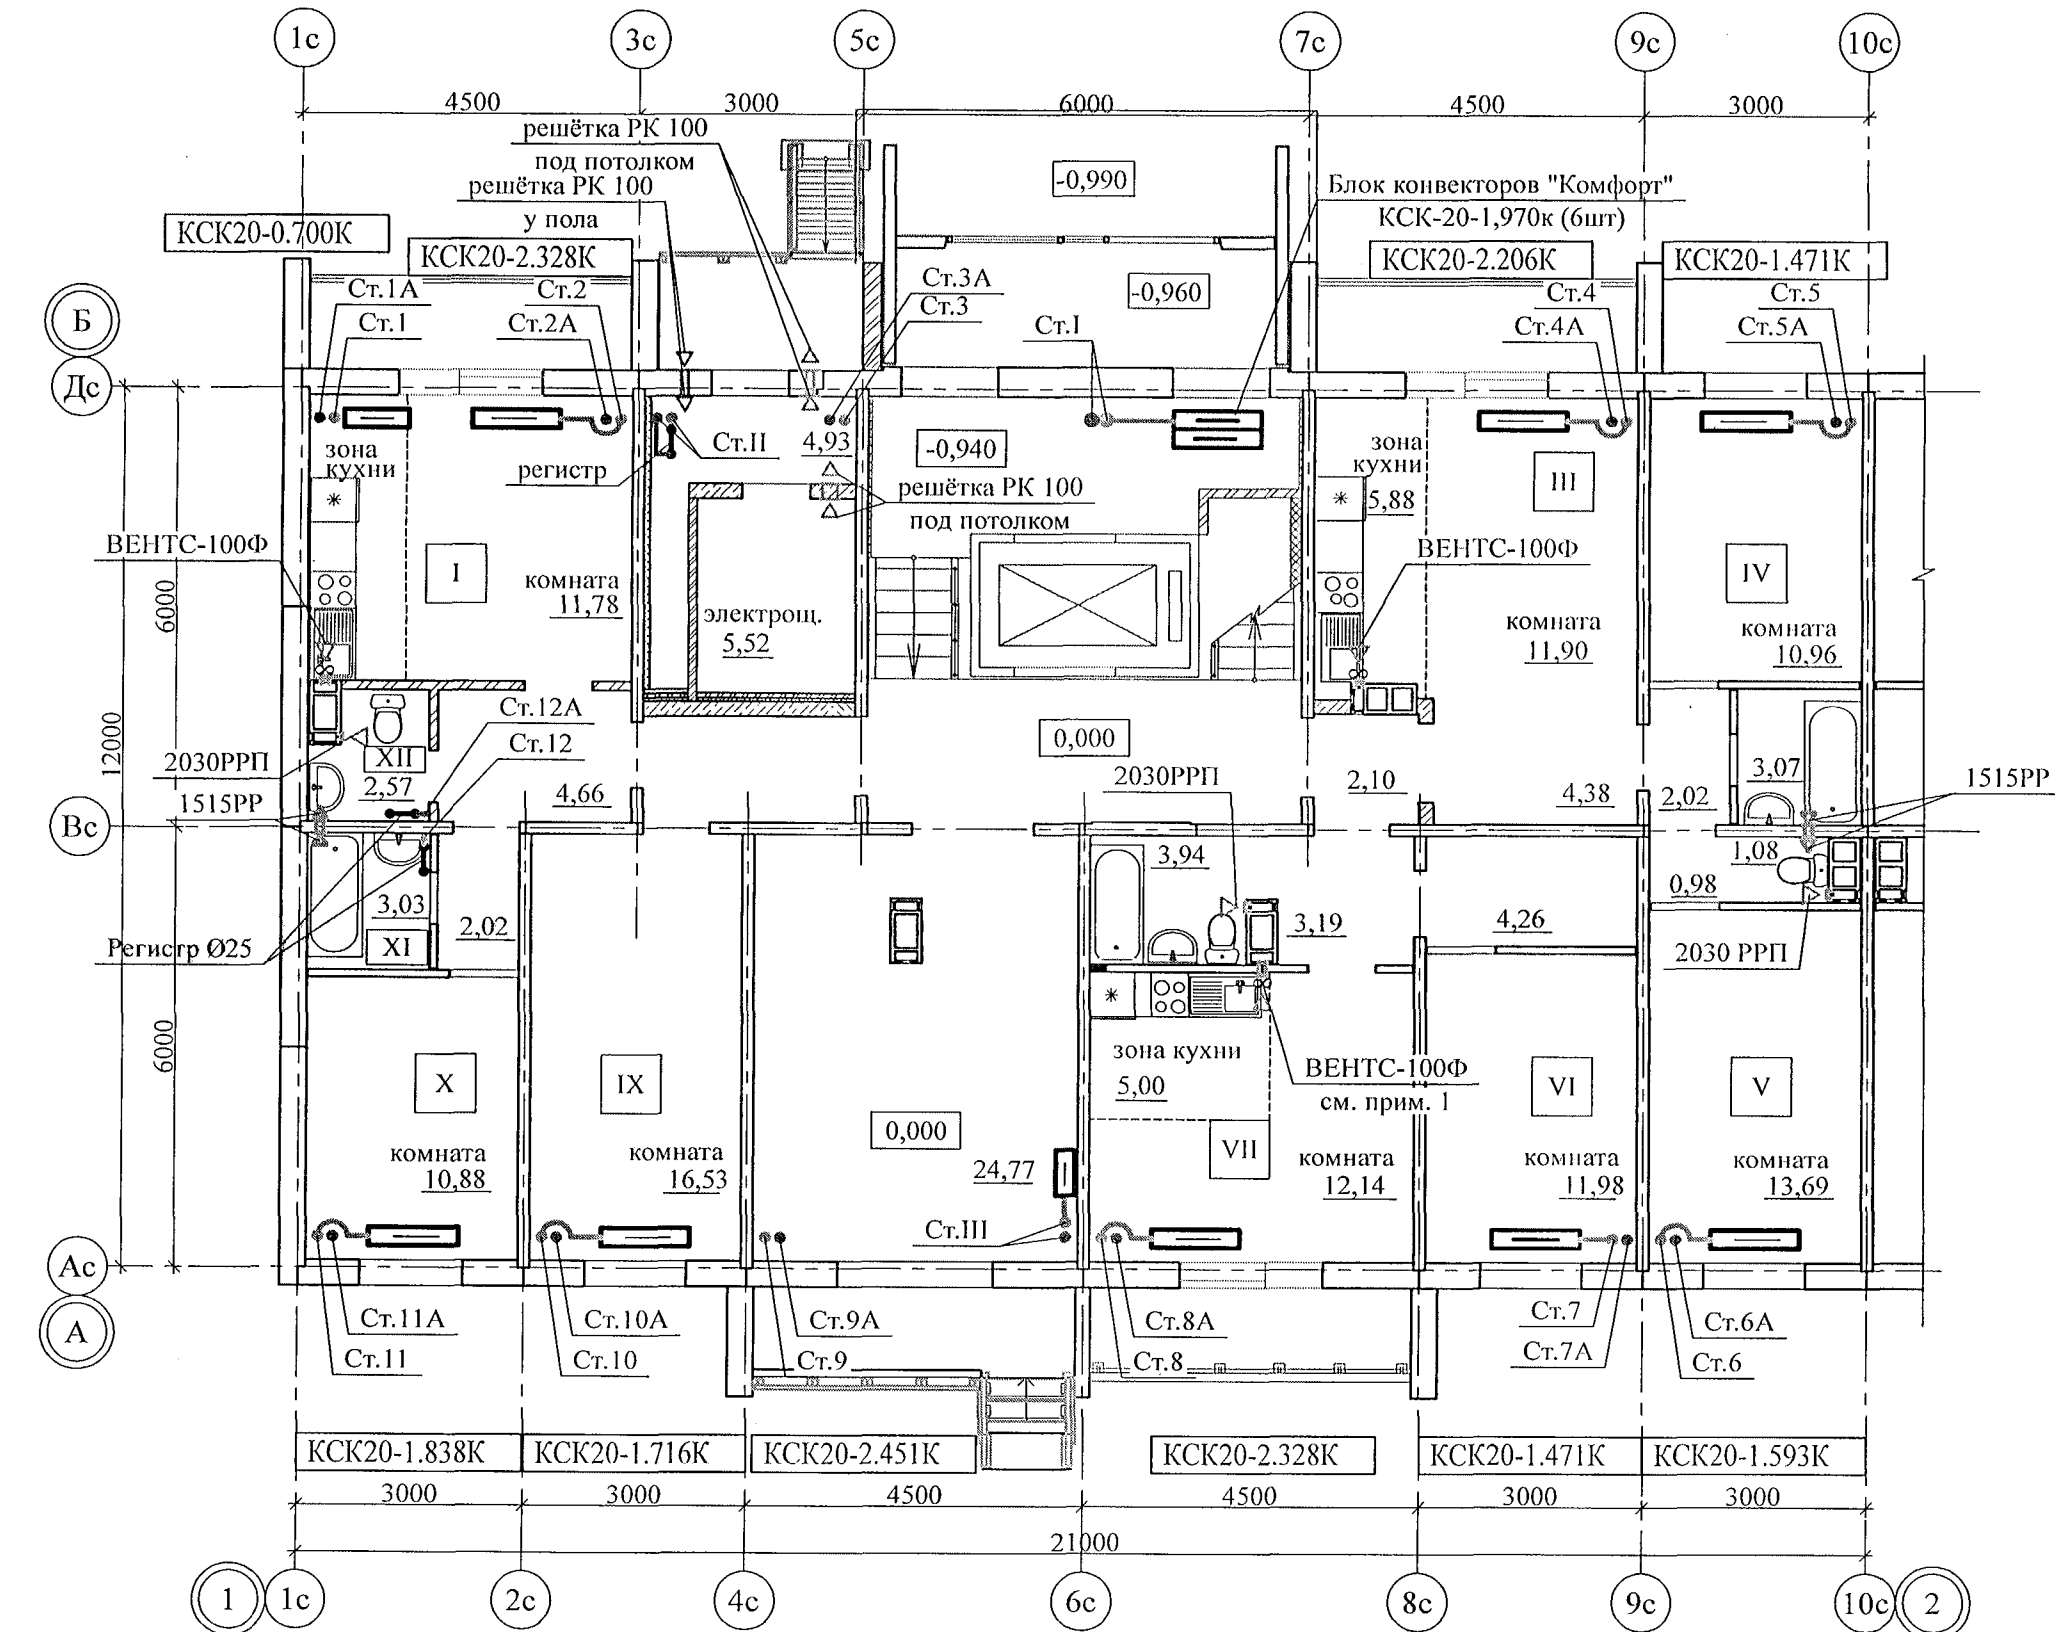 1с 3с 5с 7с 9с 10с
4500 3000 6000 4500 3000
решётка РК 100
под потолком
решётка РК 100
у пола
-0,990
Блок конвекторов "Комфорт"
КСК-20-1,970к (6шт)
КСК20-0.700К
КСК20-2.328К
КСК20-2.206К
КСК20-1.471К
Ст.1А
Ст.1
Ст.2
Ст.2А
Ст.3А
Ст.3
-0,960
Ст.I
Ст.4
Ст.4А
Ст.5
Ст.5А
Б
Дс
зона
кухни
Ст.II
регистр
4,93
-0,940
решётка РК 100
под потолком
зона
кухни
5,88
III
ВЕНТС-100Ф
I
комната
11,78
электрощ.
5,52
ВЕНТС-100Ф
комната
11,90
IV
комната
10,96
6000
12000
Ст.12А
Ст.12
2030РРП
1515РР
XII
2,57
4,66
0,000
2030РРП
2,10
4,38
2,02
3,07
1515РР
Вс
3,03
XI
2,02
Регистр Ø25
3,94
3,19
4,26
1,08
0,98
2030 РРП
6000
зона кухни
5,00
ВЕНТС-100Ф
см. прим. 1
X
IX
VII
VI
V
0,000
комната
10,88
комната
16,53
24,77
комната
12,14
комната
11,98
комната
13,69
Ст.III
Ас
А
Ст.11А
Ст.11
Ст.10А
Ст.10
Ст.9А
Ст.9
Ст.8А
Ст.8
Ст.7
Ст.7А
Ст.6А
Ст.6
КСК20-1.838К КСК20-1.716К КСК20-2.451К КСК20-2.328К КСК20-1.471К КСК20-1.593К
3000 3000 4500 4500 3000 3000
21000
1 1с 2с 4с 6с 8с 9с 10с 2